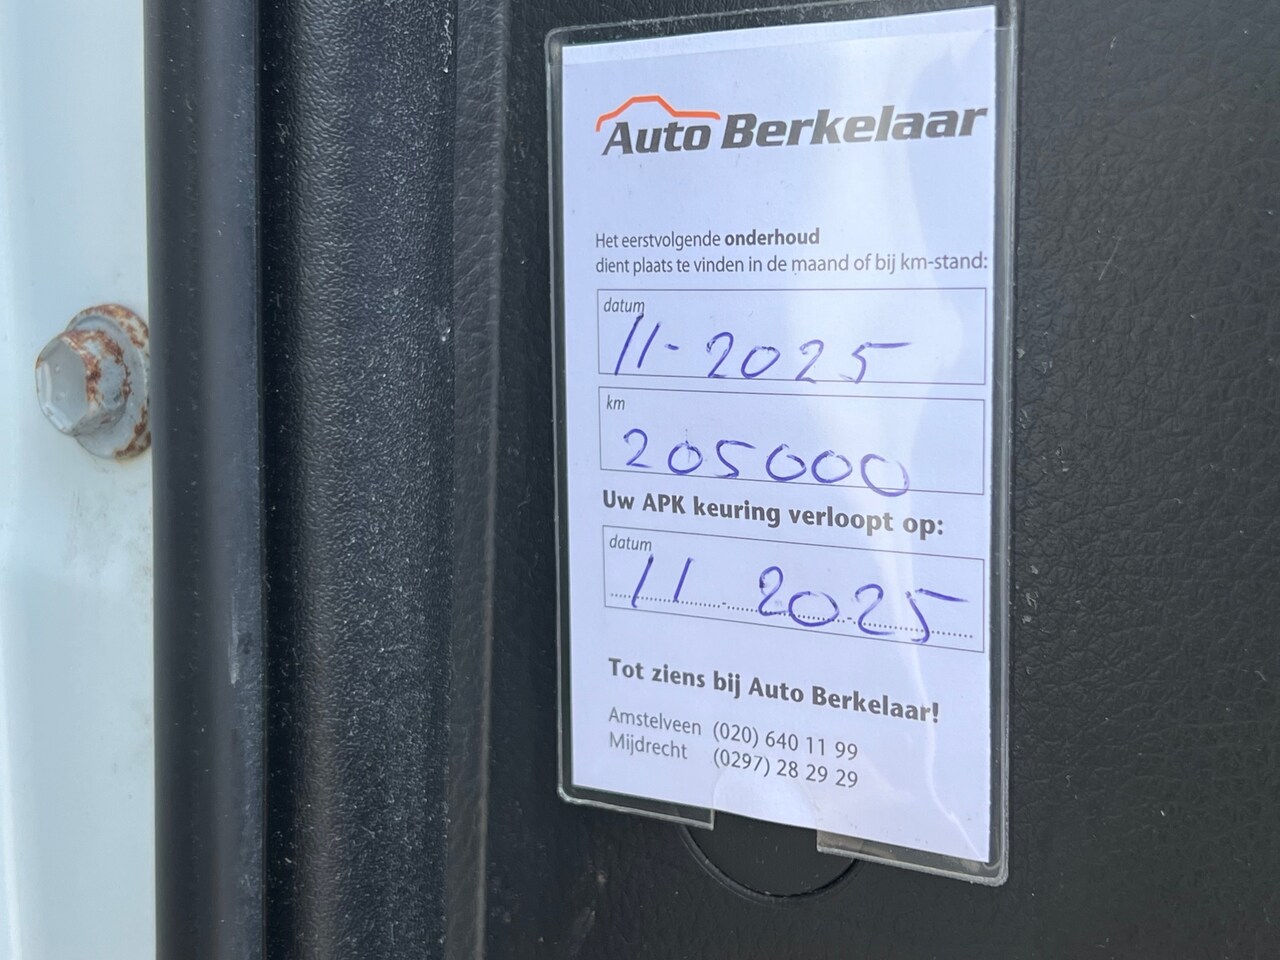 Auto Berkelaar
Het eerstvolgende onderhoud
dient plaats te vinden in de maand of bij km-stand:
datum
11-2025
km
205000
Uw APK keuring verloopt op:
datum
11 2025
Tot ziens bij Auto Berkelaar!
Amstelveen (020) 640 11 99
Mijdrecht (0297) 28 29 29